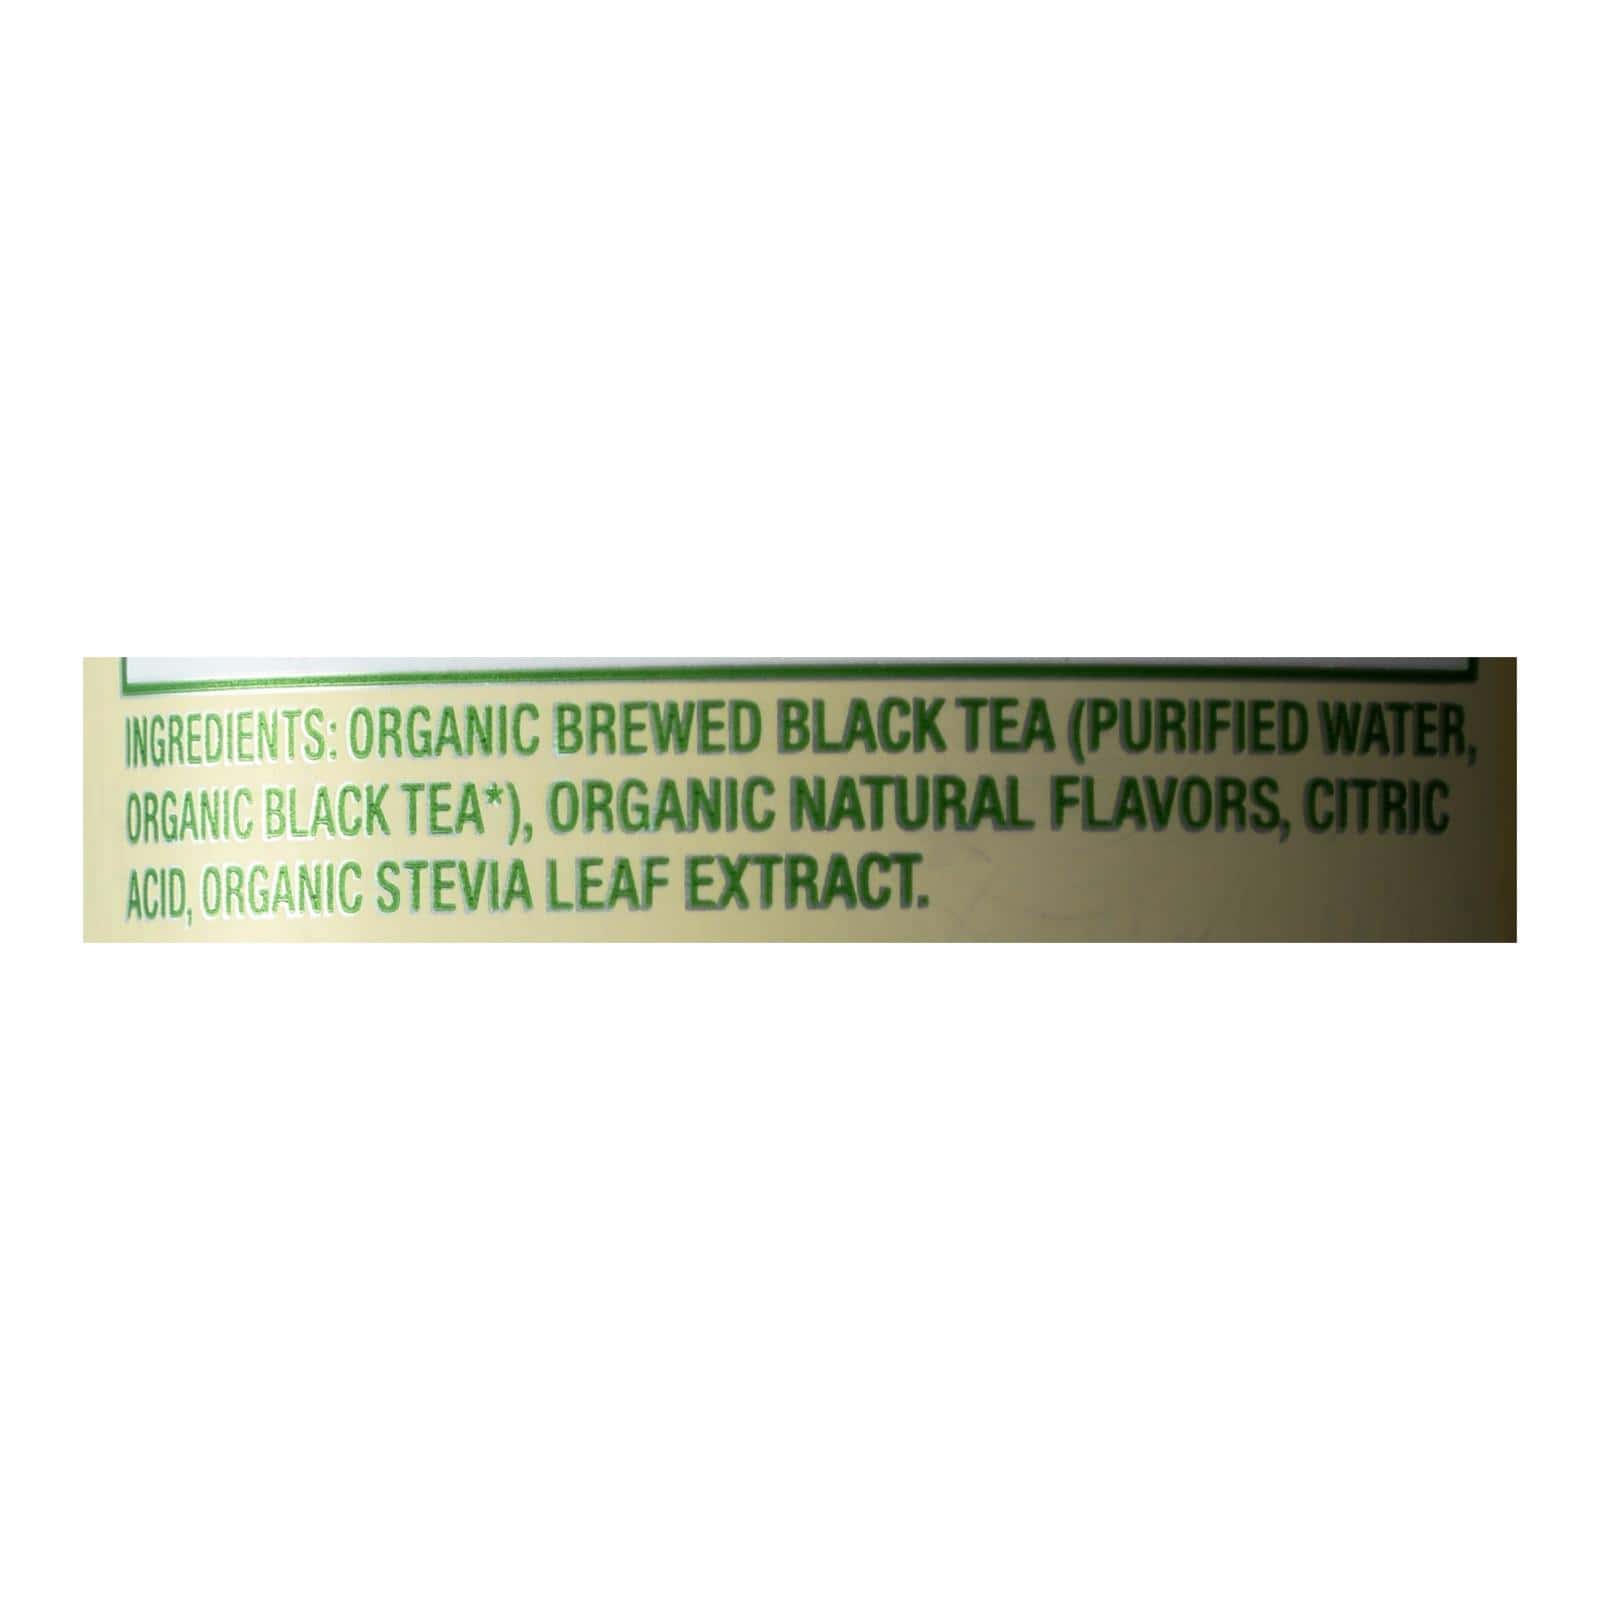 INGREDIENTS: ORGANIC BREWED BLACK TEA (PURIFIED WATER,
ORGANIC BLACK TEA*), ORGANIC NATURAL FLAVORS, CITRIC
ACID, ORGANIC STEVIA LEAF EXTRACT.